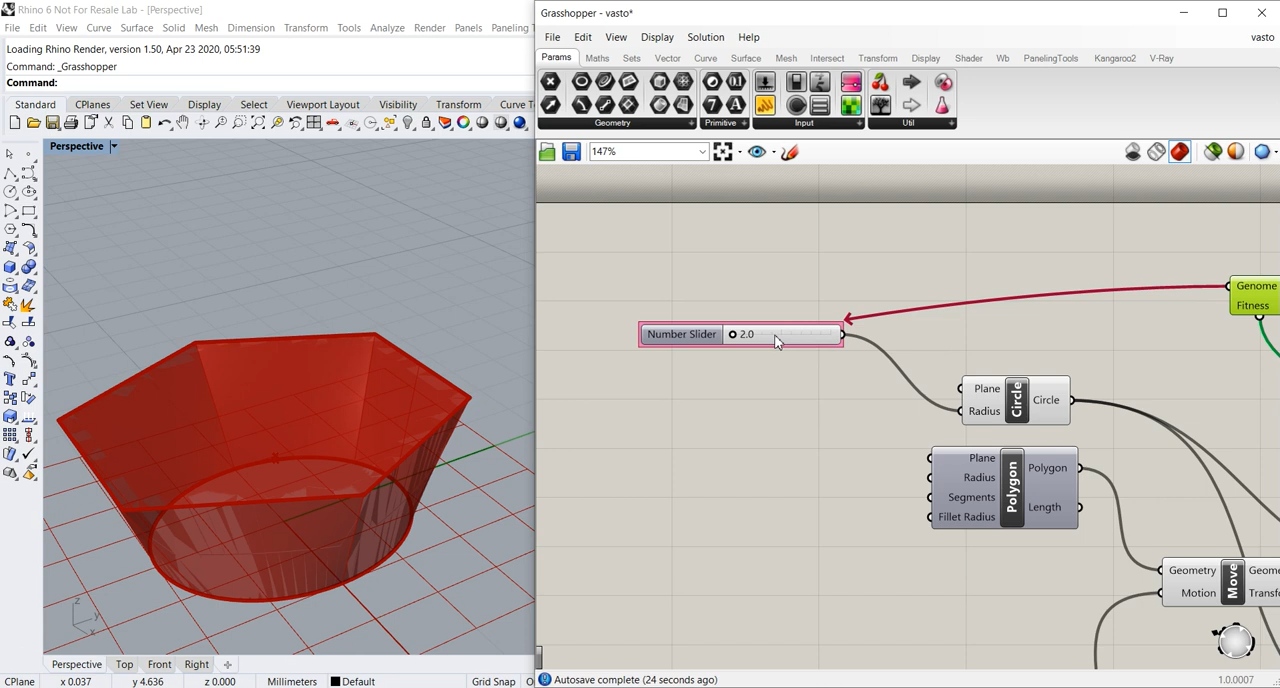 Rhino 6 Not For Resale Lab - [Perspective]
File Edit View Curve Surface Solid Mesh Dimension Transform Tools Analyze Render Panels Paneling T
Loading Rhino Render, version 1.50, Apr 23 2020, 05:51:39
Command: _Grasshopper
Command:
Standard CPlanes Set View Display Select Viewport Layout Visibility Transform Curve T
Perspective
z
y
x
Perspective Top Front Right
CPlane x 0.037 y 4.636 z 0.000 Millimeters Default Grid Snap O
Grasshopper - vasto*
File Edit View Display Solution Help vasto
Params Maths Sets Vector Curve Surface Mesh Intersect Transform Display Shader Wb PanelingTools Kangaroo2 V-Ray
Geometry Primitive Input Util
147%
Genome
Fitness
Number Slider 2.0
Plane
Radius
Circle
Circle
Plane
Radius
Segments
Fillet Radius
Polygon
Polygon
Length
Geometry
Motion
Move
Geome
Transfo
Autosave complete (24 seconds ago) 1.0.0007